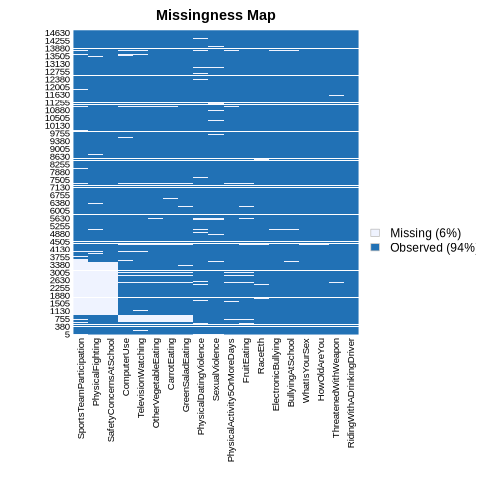 Missingness Map
14630
14255
13880
13505
13130
12755
12380
12005
11630
11255
10880
10505
10130
9755
9380
9005
8630
8255
7880
7505
7130
6755
6380
6005
5630
5255
4880
4505
4130
3755
3380
3005
2630
2255
1880
1505
1130
755
380
5
Missing (6%)
Observed (94%
SportsTeamParticipation
PhysicalFighting
SafetyConcernsAtSchool
ComputerUse
TelevisionWatching
OtherVegetableEating
CarrotEating
GreenSaladEating
PhysicalDatingViolence
SexualViolence
PhysicalActivity5OrMoreDays
FruitEating
RaceEth
ElectronicBullying
BullyingAtSchool
WhatIsYourSex
HowOldAreYou
ThreatenedWithWeapon
RidingWithADrinkingDriver